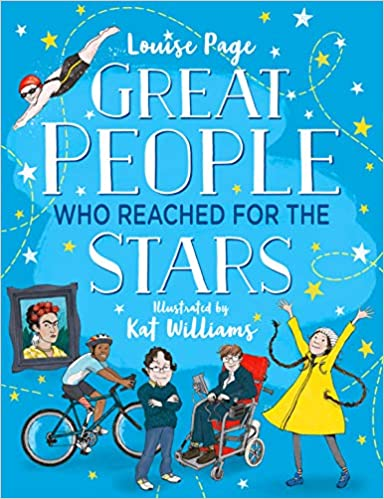 Louise Page
GREAT
PEOPLE
WHO REACHED FOR THE
STARS
Illustrated by
Kat Williams